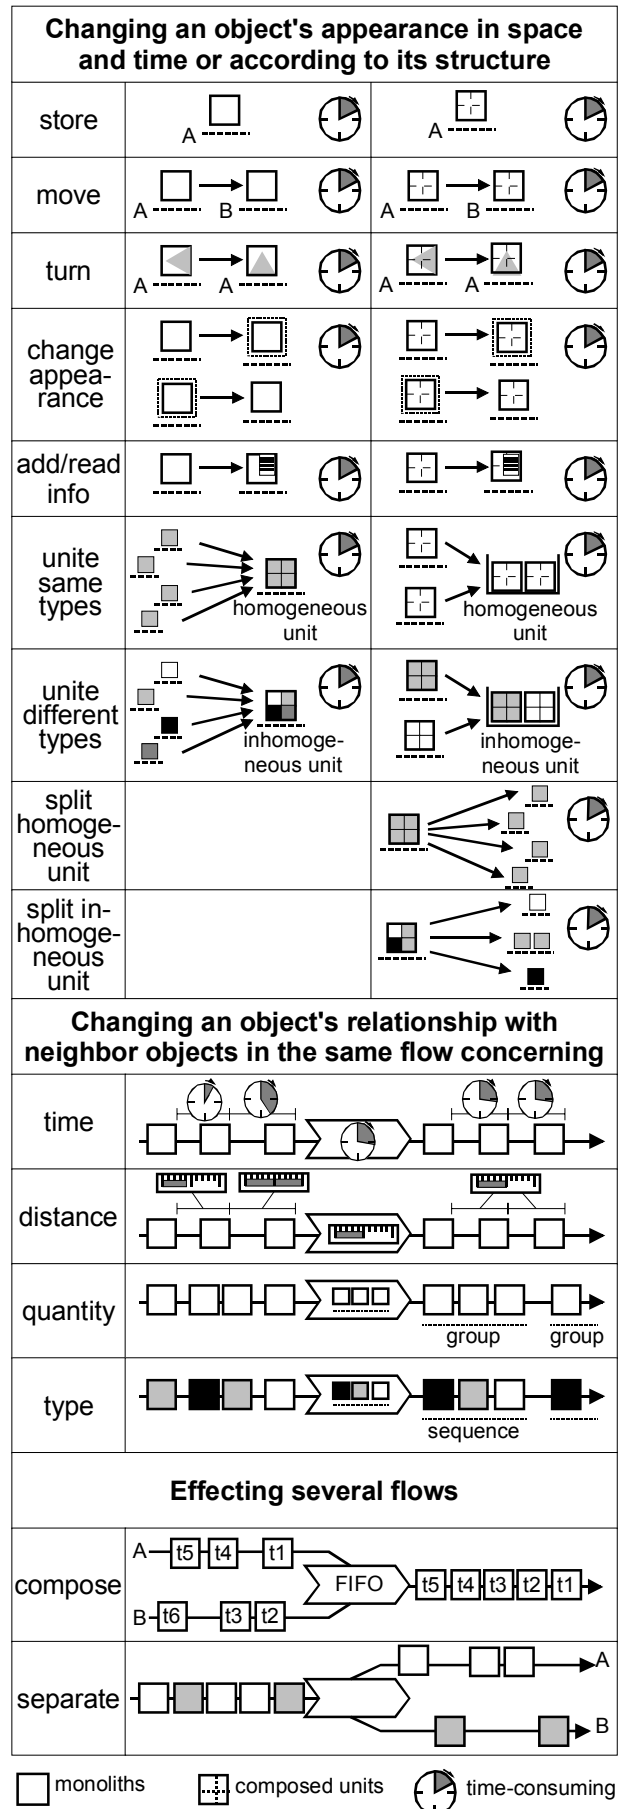 Changing an object's appearance in space
and time or according to its structure
store
A
A
move
A
B
A
B
turn
A
A
A
A
change
appea-
rance
add/read
info
unite
same
types
homogeneous
unit
homogeneous
unit
unite
different
types
inhomoge-
neous unit
inhomoge-
neous unit
split
homoge-
neous
unit
split in-
homoge-
neous
unit
Changing an object's relationship with
neighbor objects in the same flow concerning
time
distance
quantity
group
group
type
sequence
Effecting several flows
compose
A
t5 t4 t1
B
t6 t3 t2
FIFO
t5 t4 t3 t2 t1
separate
A
B
monoliths
composed units
time-consuming